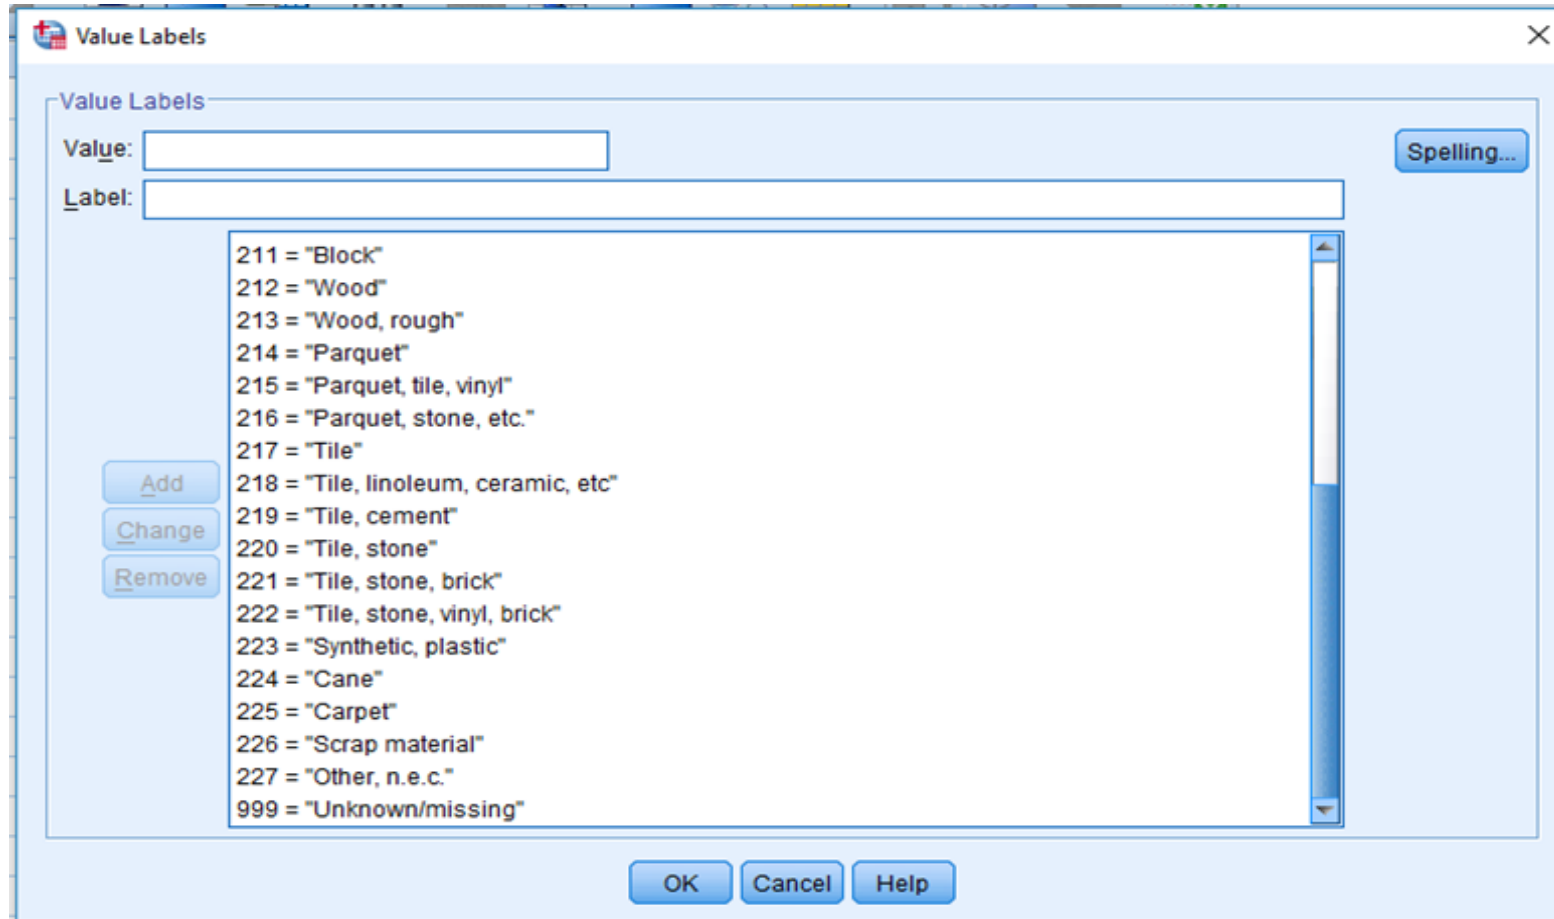 Value Labels
Value Labels
Value:
Spelling...
Label:
211 = "Block"
212 = "Wood"
213 = "Wood, rough"
214 = "Parquet"
215 = "Parquet, tile, vinyl"
216 = "Parquet, stone, etc."
217 = "Tile"
218 = "Tile, linoleum, ceramic, etc"
219 = "Tile, cement"
220 = "Tile, stone"
221 = "Tile, stone, brick"
222 = "Tile, stone, vinyl, brick"
223 = "Synthetic, plastic"
224 = "Cane"
225 = "Carpet"
226 = "Scrap material"
227 = "Other, n.e.c."
999 = "Unknown/missing"
Add
Change
Remove
OK Cancel Help